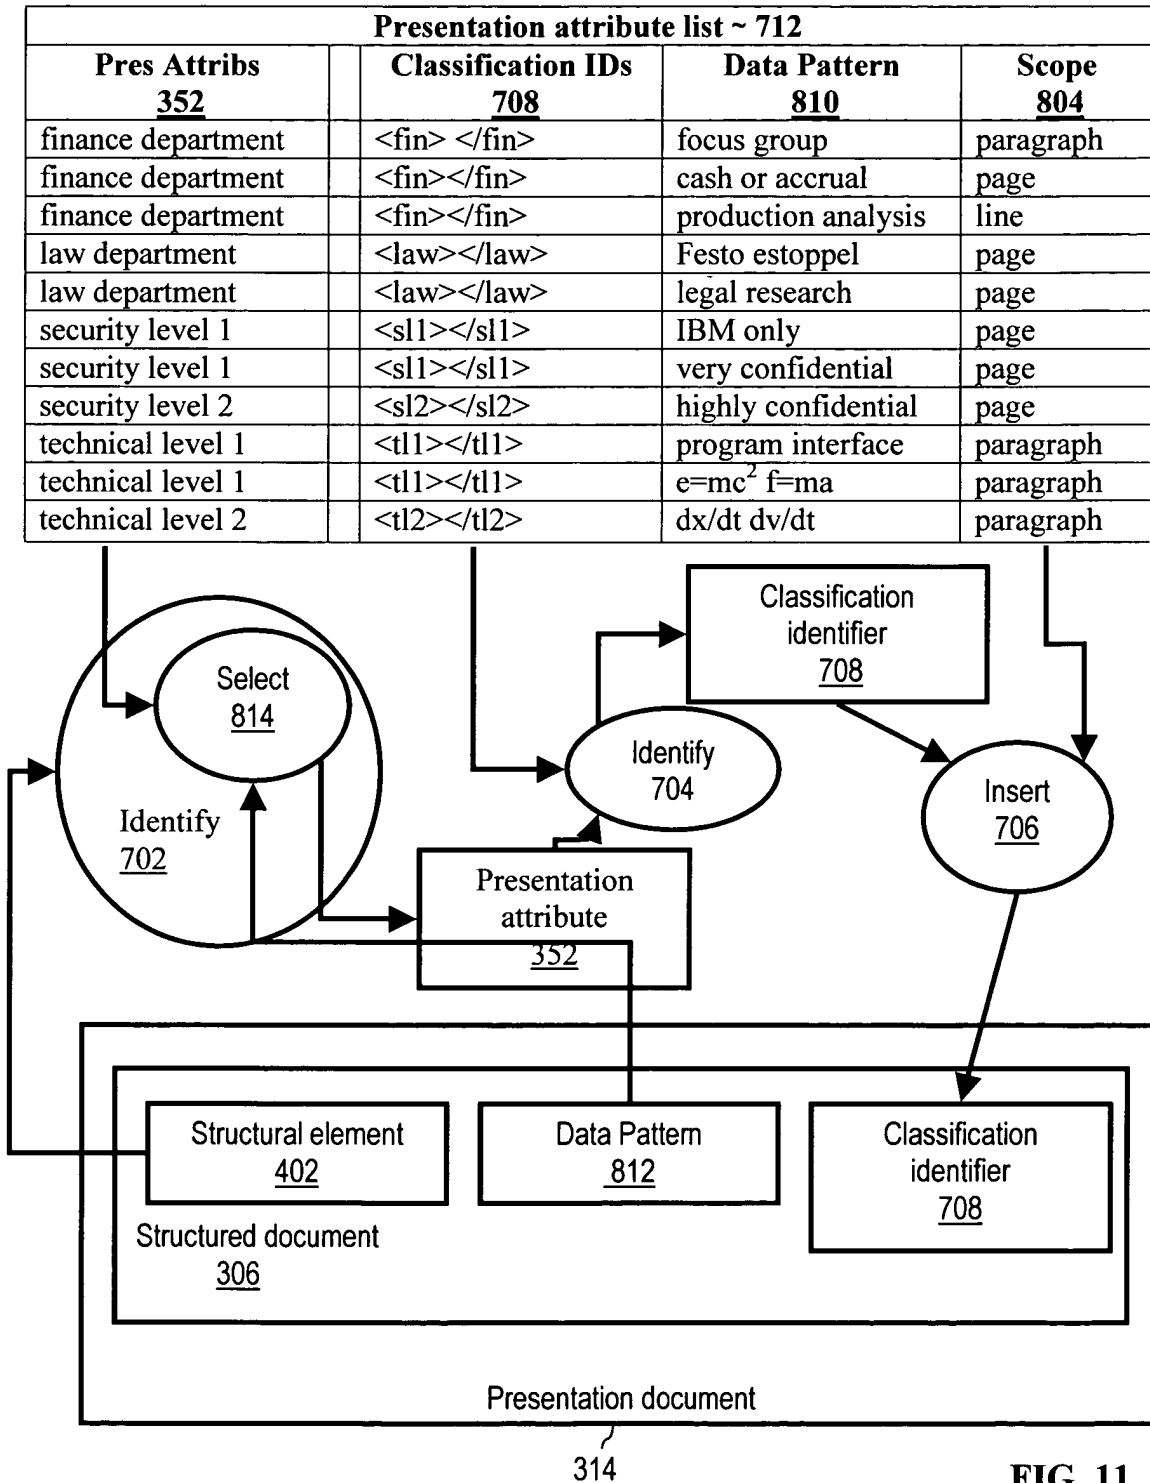 Presentation attribute list ~ 712
Pres Attribs Classification IDs Data Pattern Scope
352 708 810 804
finance department <fin> </fin> focus group paragraph
finance department <fin></fin> cash or accrual page
finance department <fin></fin> production analysis line
law department <law></law> Festo estoppel page
law department <law></law> legal research page
security level 1 <sl1></sl1> IBM only page
security level 1 <sl1></sl1> very confidential page
security level 2 <sl2></sl2> highly confidential page
technical level 1 <tl1></tl1> program interface paragraph
technical level 1 <tl1></tl1> e=mc² f=ma paragraph
technical level 2 <tl2></tl2> dx/dt dv/dt paragraph
Classification
identifier
708
Select
814
Identify
704
Insert
706
Identify
702
Presentation
attribute
352
Structural element
402
Data Pattern
812
Classification
identifier
708
Structured document
306
Presentation document
314
FIG. 11